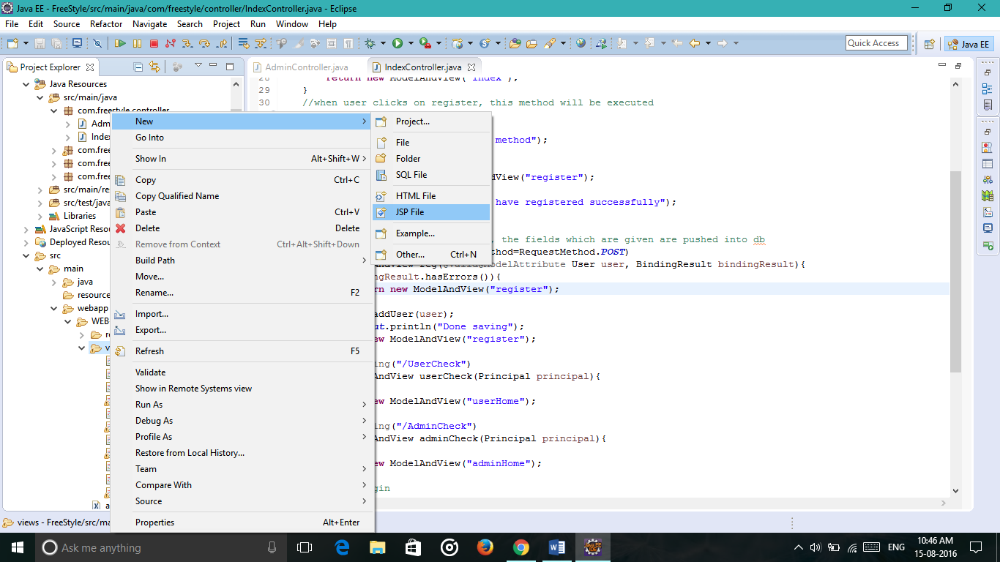 Java EE - FreeStyle/src/main/java/com/freestyle/controller/IndexController.java - Eclipse
File Edit Source Refactor Navigate Search Project Run Window Help
Quick Access
Java EE
Project Explorer
Java Resources
src/main/java
com.freestyle.controller
Adm
Index
com.free
com.free
com.free
src/main/res
src/test/java
Libraries
JavaScript Resou
Deployed Resou
src
main
java
resource
webapp
WEB
re
v
a
New
Go Into
Show In Alt+Shift+W
Copy Ctrl+C
Copy Qualified Name
Paste Ctrl+V
Delete Delete
Remove from Context Ctrl+Alt+Shift+Down
Build Path
Move...
Rename... F2
Import...
Export...
Refresh F5
Validate
Show in Remote Systems view
Run As
Debug As
Profile As
Restore from Local History...
Team
Compare With
Source
Properties Alt+Enter
Project...
File
Folder
SQL File
HTML File
JSP File
Example...
Other... Ctrl+N
AdminController.java
IndexController.java
28 return new ModelAndView("index");
29 }
30 //when user clicks on register, this method will be executed
method");
dView("register");
have registered successfully");
, the fields which are given are pushed into db
thod=RequestMethod.POST)
AndView reg(@Valid@ModelAttribute User user, BindingResult bindingResult){
ngResult.hasErrors()){
rn new ModelAndView("register");
addUser(user);
ut.println("Done saving");
ew ModelAndView("register");
ing("/UserCheck")
AndView userCheck(Principal principal){
ew ModelAndView("userHome");
ing("/AdminCheck")
AndView adminCheck(Principal principal){
ew ModelAndView("adminHome");
gin
views - FreeStyle/src/ma
Ask me anything
ENG
10:46 AM
15-08-2016